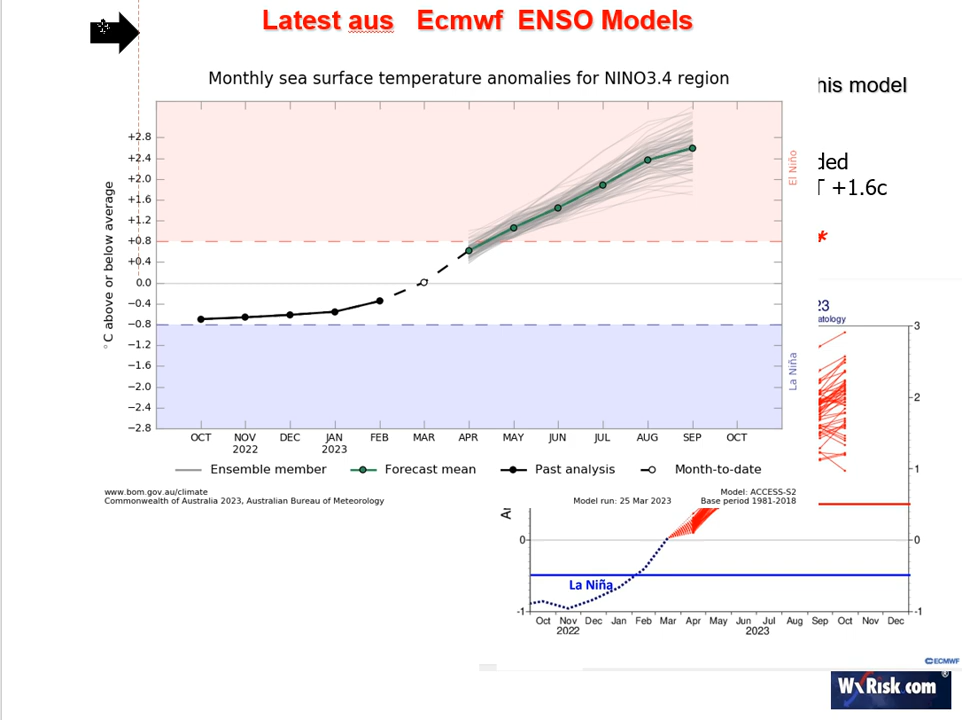 Latest aus Ecmwf ENSO Models
Monthly sea surface temperature anomalies for NINO3.4 region
his model
ded
T +1.6c
*
°C above or below average
+2.8
+2.4
+2.0
+1.6
+1.2
+0.8
+0.4
0.0
−0.4
−0.8
−1.2
−1.6
−2.0
−2.4
−2.8
El Niño
La Niña
OCT NOV DEC JAN FEB MAR APR MAY JUN JUL AUG SEP OCT
2022 2023
Ensemble member Forecast mean Past analysis Month-to-date
www.bom.gov.au/climate
Commonwealth of Australia 2023, Australian Bureau of Meteorology
Model: ACCESS-S2
Model run: 25 Mar 2023 Base period 1981-2018
23
atology
3
2
1
0 0
-1 -1
La Niña
Oct Nov Dec Jan Feb Mar Apr May Jun Jul Aug Sep Oct Nov Dec
2022 2023
ECMWF
WxRisk.com ®